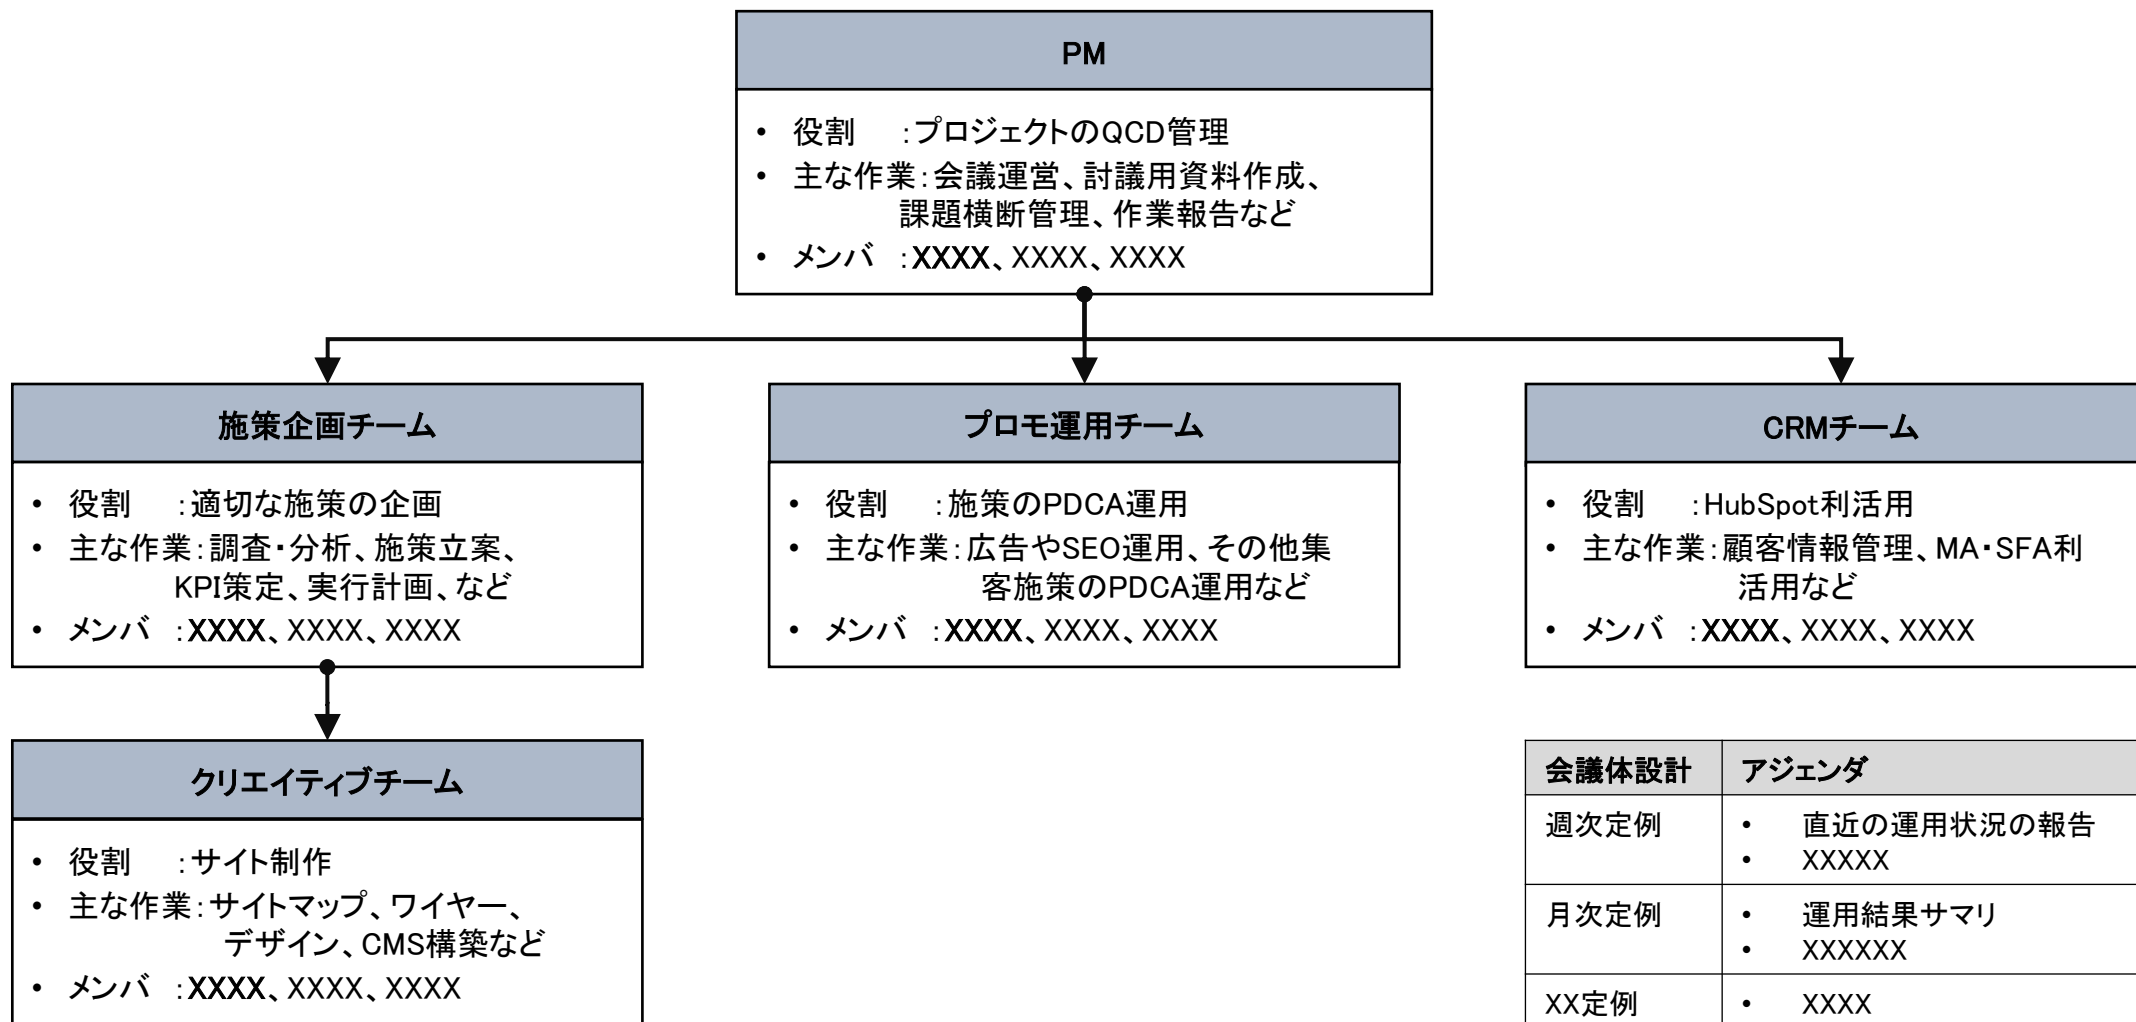 PM
• 役割　：プロジェクトのQCD管理
• 主な作業：会議運営、討議用資料作成、
課題横断管理、作業報告など
• メンバ　：XXXX、XXXX、XXXX
施策企画チーム
• 役割　：適切な施策の企画
• 主な作業：調査・分析、施策立案、
KPI策定、実行計画、など
• メンバ　：XXXX、XXXX、XXXX
プロモ運用チーム
• 役割　：施策のPDCA運用
• 主な作業：広告やSEO運用、その他集
客施策のPDCA運用など
• メンバ　：XXXX、XXXX、XXXX
CRMチーム
• 役割　：HubSpot利活用
• 主な作業：顧客情報管理、MA・SFA利
活用など
• メンバ　：XXXX、XXXX、XXXX
クリエイティブチーム
• 役割　：サイト制作
• 主な作業：サイトマップ、ワイヤー、
デザイン、CMS構築など
• メンバ　：XXXX、XXXX、XXXX
会議体設計　アジェンダ
週次定例　• 直近の運用状況の報告
• XXXXX
月次定例　• 運用結果サマリ
• XXXXXX
XX定例　• XXXX